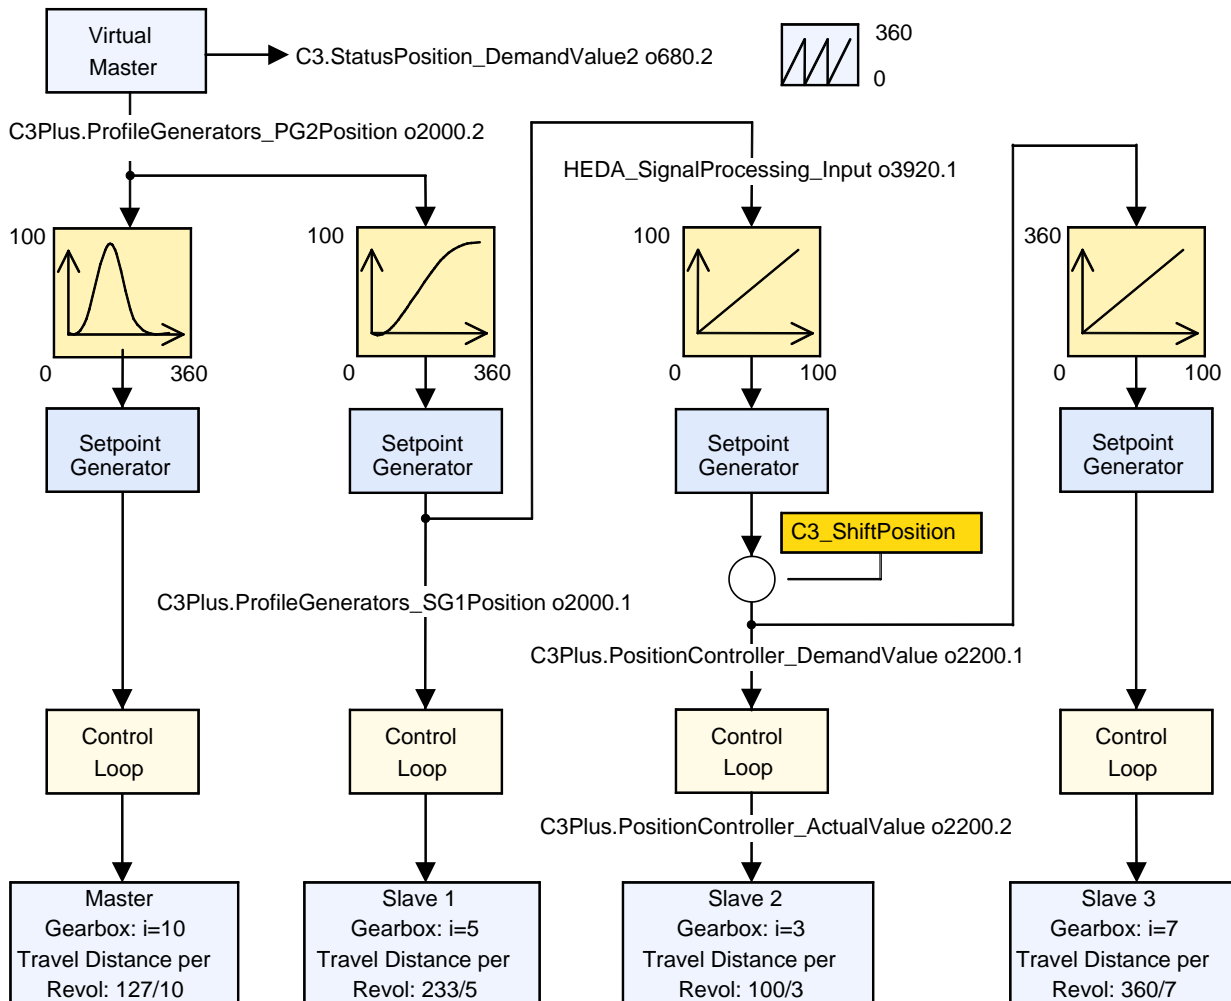 Virtual
Master
C3.StatusPosition_DemandValue2 o680.2
360
0
C3Plus.ProfileGenerators_PG2Position o2000.2
HEDA_SignalProcessing_Input o3920.1
100
0
360
100
0
360
100
0
100
360
0
100
Setpoint
Generator
Setpoint
Generator
Setpoint
Generator
Setpoint
Generator
C3_ShiftPosition
C3Plus.ProfileGenerators_SG1Position o2000.1
C3Plus.PositionController_DemandValue o2200.1
Control
Loop
Control
Loop
Control
Loop
Control
Loop
C3Plus.PositionController_ActualValue o2200.2
Master
Gearbox: i=10
Travel Distance per
Revol: 127/10
Slave 1
Gearbox: i=5
Travel Distance per
Revol: 233/5
Slave 2
Gearbox: i=3
Travel Distance per
Revol: 100/3
Slave 3
Gearbox: i=7
Travel Distance per
Revol: 360/7